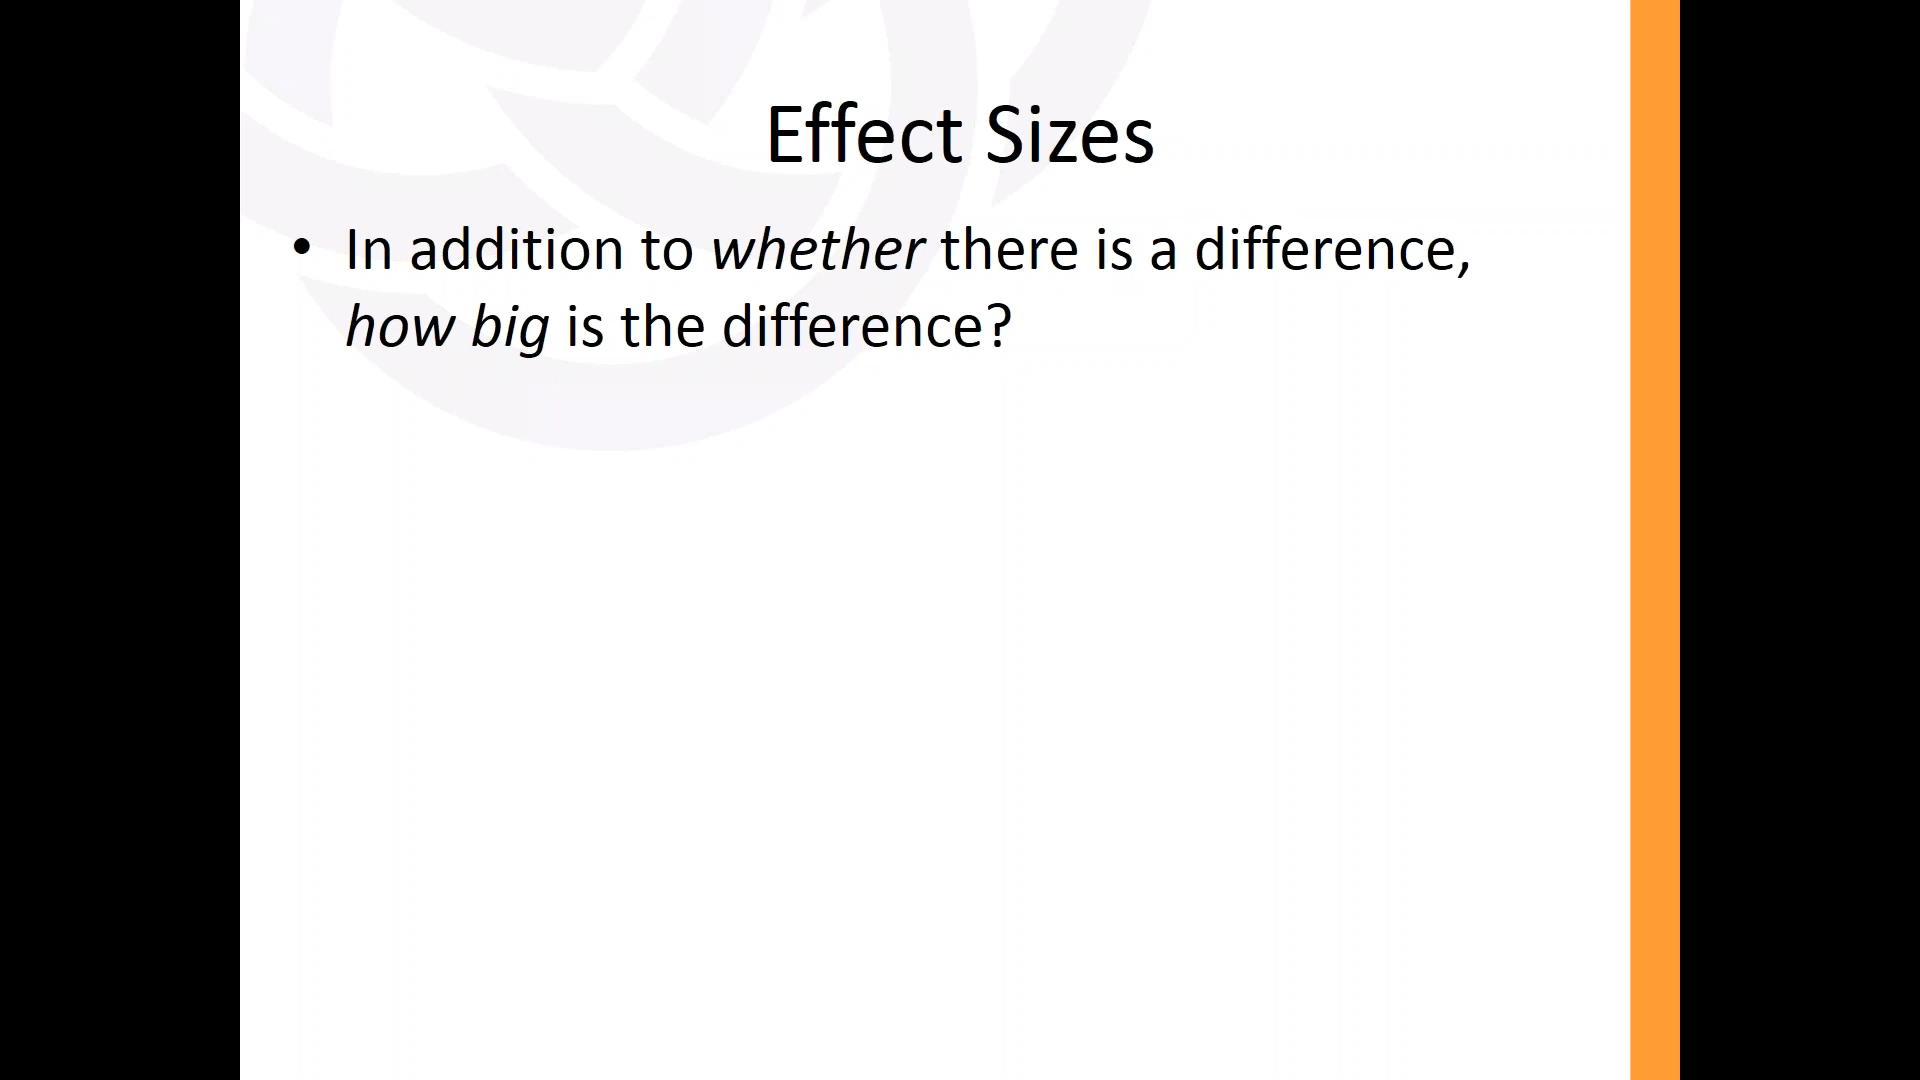 Effect Sizes
• In addition to whether there is a difference,
how big is the difference?